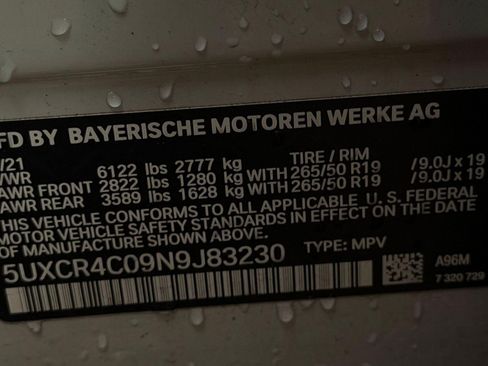 MFD BY BAYERISCHE MOTOREN WERKE AG
/21
VWR 6122 lbs 2777 kg TIRE / RIM
AWR FRONT 2822 lbs 1280 kg WITH 265/50 R19 /9.0J x 19
AWR REAR 3589 lbs 1628 kg WITH 265/50 R19 /9.0J x 19
THIS VEHICLE CONFORMS TO ALL APPLICABLE U.S. FEDERAL
MOTOR VEHICLE SAFETY STANDARDS IN EFFECT ON THE DATE
OF MANUFACTURE SHOWN ABOVE.
5UXCR4C09N9J83230 TYPE: MPV
A96M
7 320 729